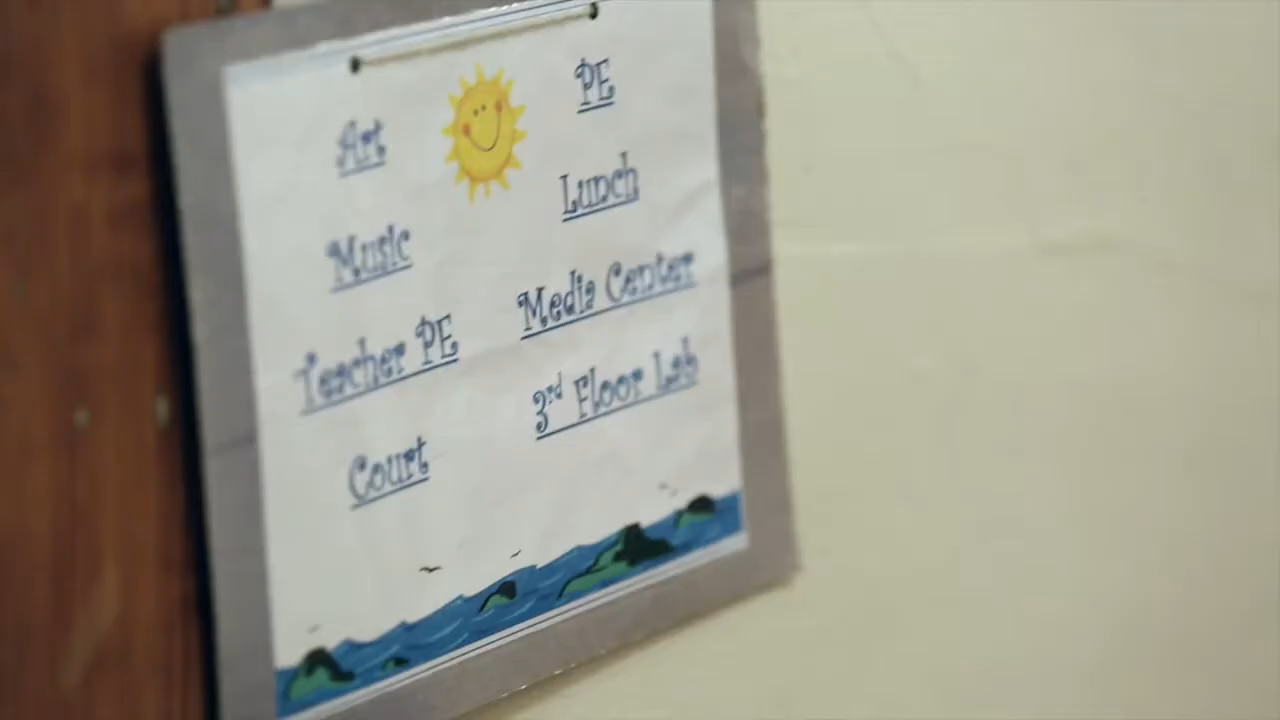 Art
Music
Teacher PE
Court
PE
Lunch
Media Center
3rd Floor Lab